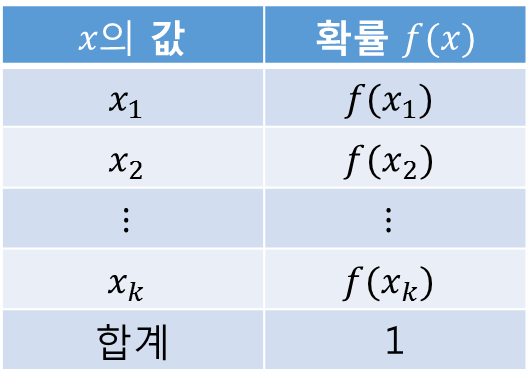 x의 값 확률 f(x)
x₁ f(x₁)
x₂ f(x₂)
⋮ ⋮
xₖ f(xₖ)
합계 1